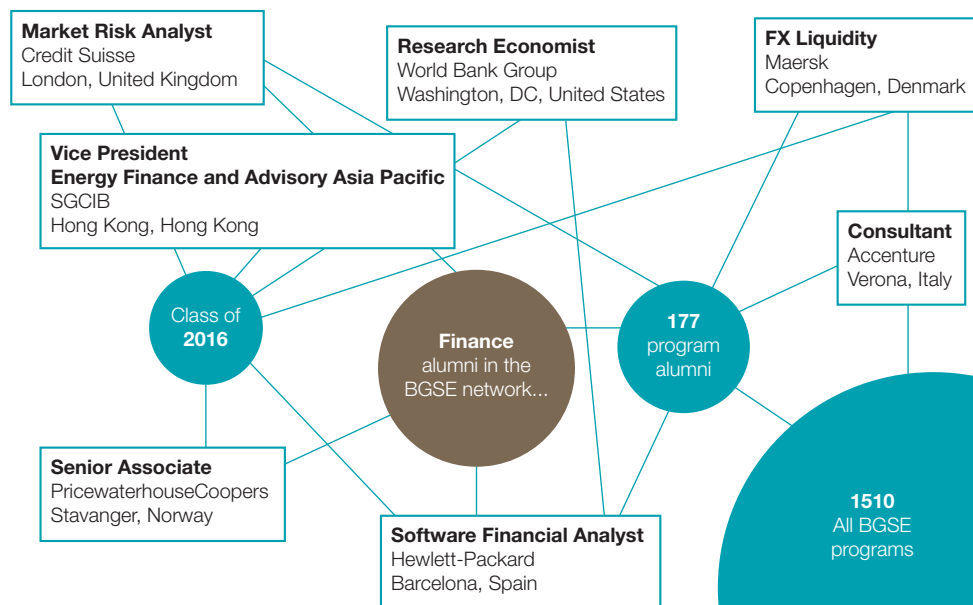 Market Risk Analyst
Credit Suisse
London, United Kingdom
Research Economist
World Bank Group
Washington, DC, United States
FX Liquidity
Maersk
Copenhagen, Denmark
Vice President
Energy Finance and Advisory Asia Pacific
SGCIB
Hong Kong, Hong Kong
Consultant
Accenture
Verona, Italy
Class of
2016
Finance
alumni in the
BGSE network...
177
program
alumni
Senior Associate
PricewaterhouseCoopers
Stavanger, Norway
Software Financial Analyst
Hewlett-Packard
Barcelona, Spain
1510
All BGSE
programs